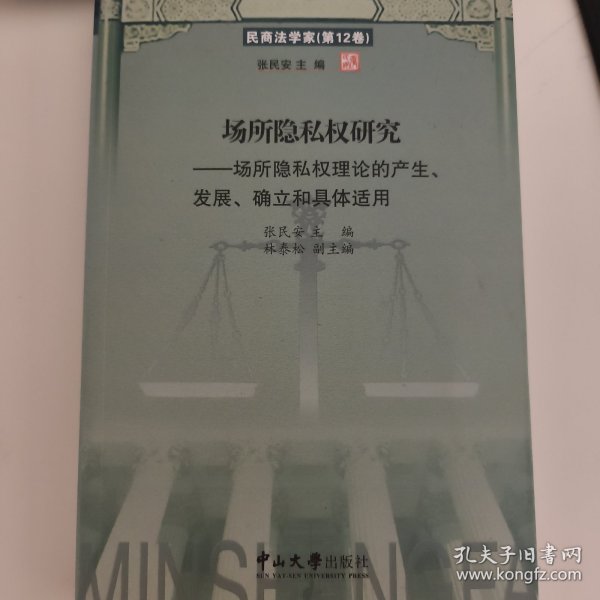 民商法学家(第12卷)
张民安 主 编
场所隐私权研究
——场所隐私权理论的产生、
发展、确立和具体适用
张民安 主 编
林泰松 副主编
中山大学出版社
SUN YAT-SEN UNIVERSITY PRESS
MINSHANGFA
孔夫子旧书网
www.kongfz.com